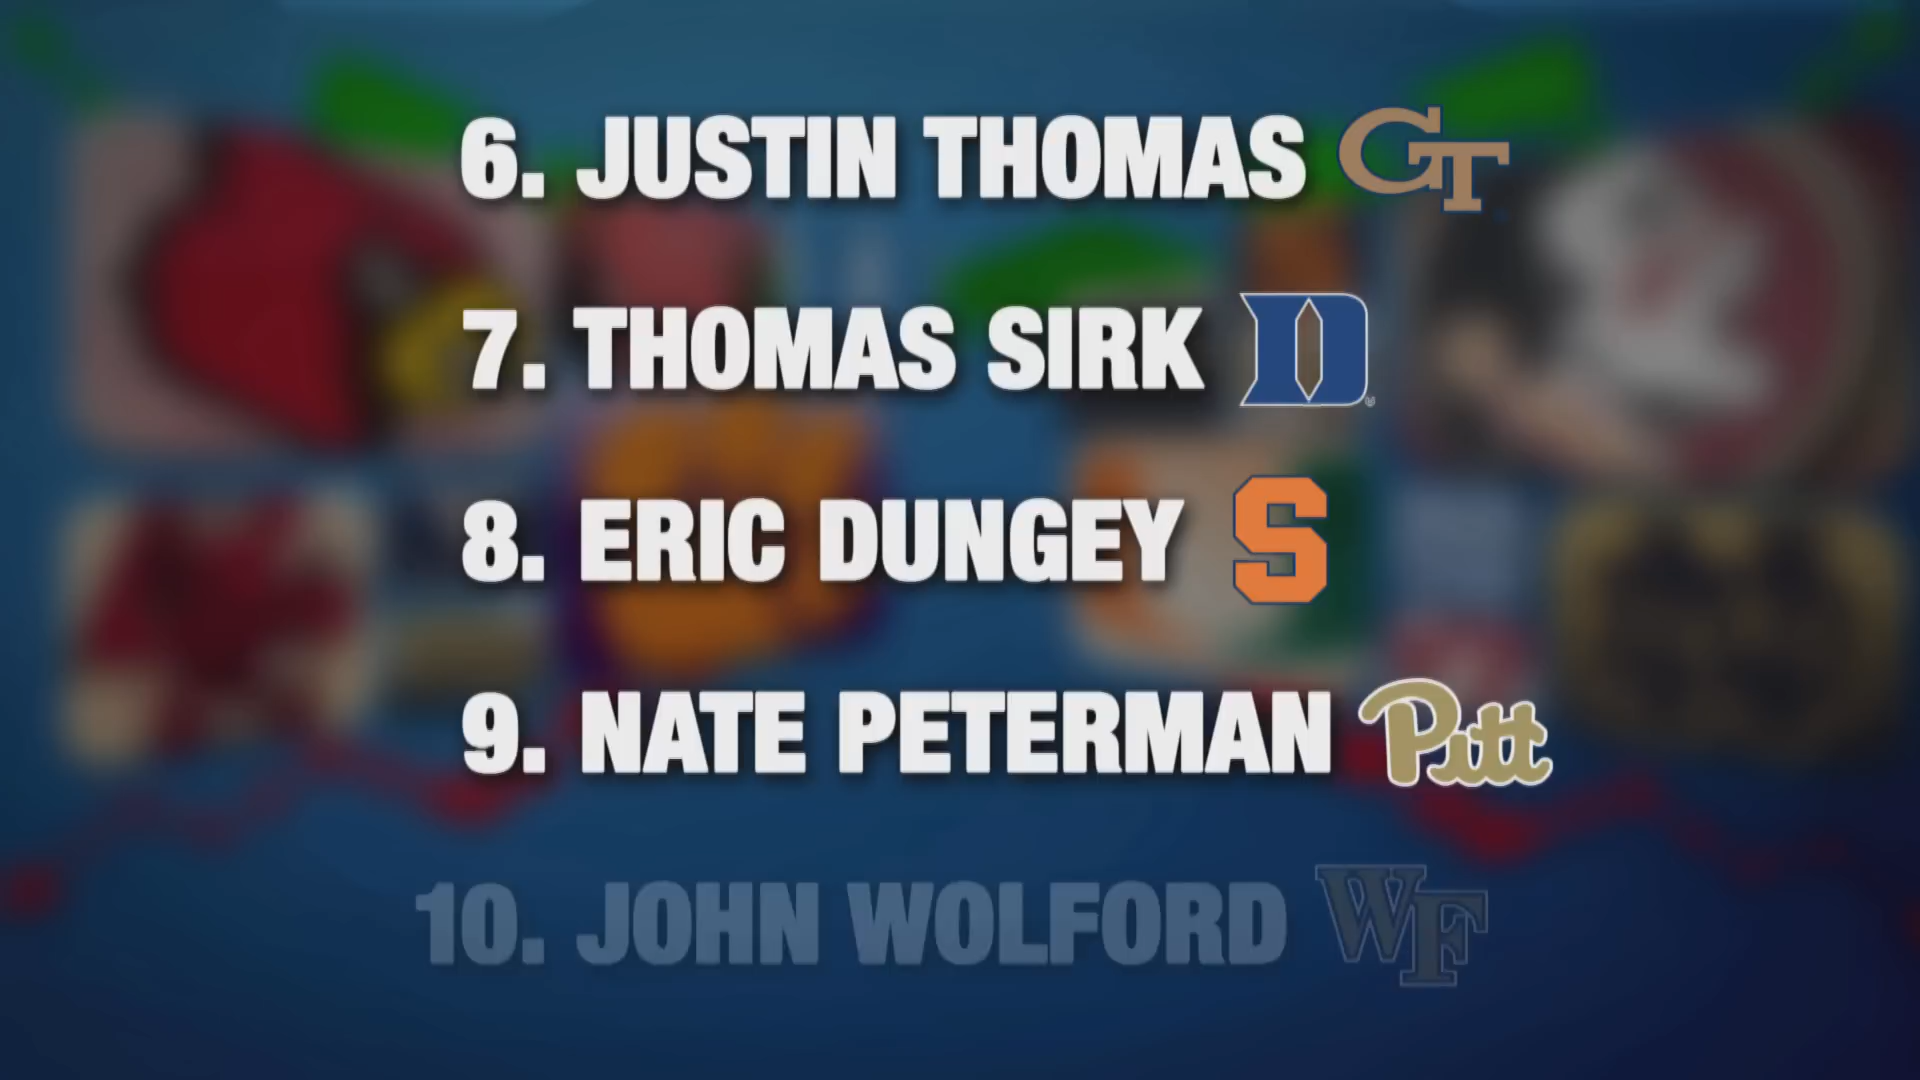 6. JUSTIN THOMAS GT
7. THOMAS SIRK D
8. ERIC DUNGEY S
9. NATE PETERMAN Pitt
10. JOHN WOLFORD WF